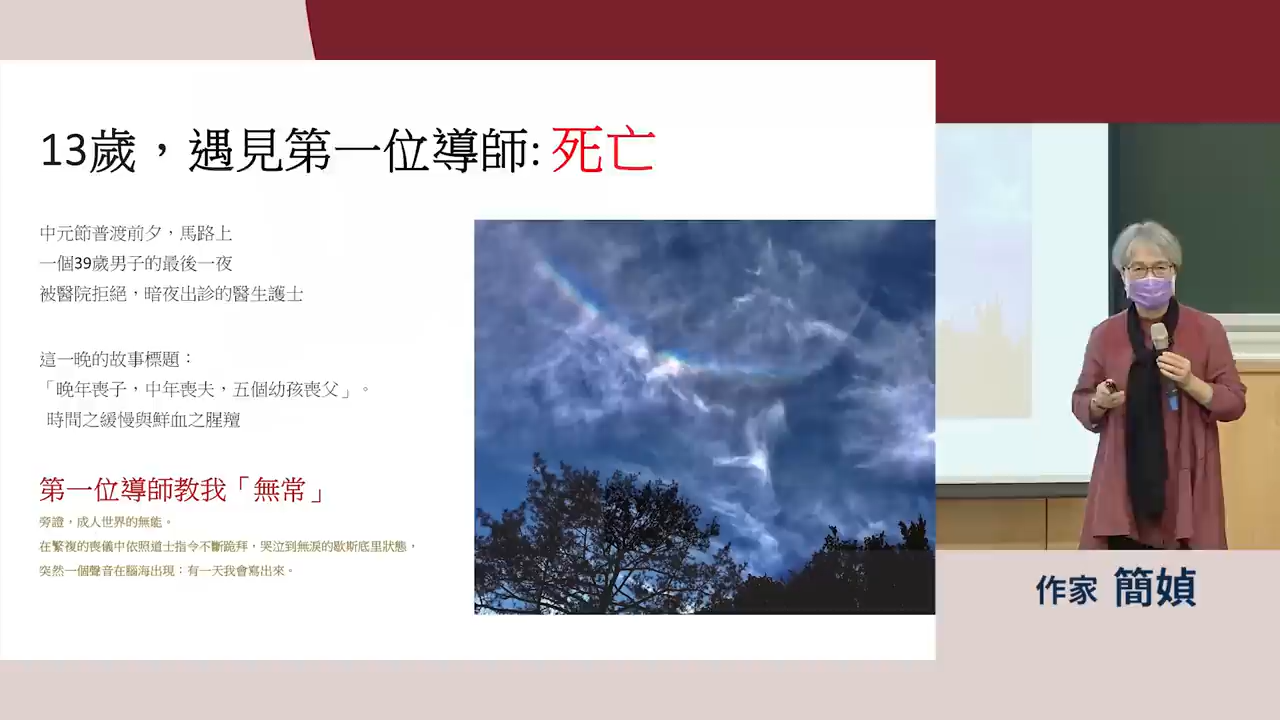 13歲，遇見第一位導師: 死亡
中元節普渡前夕，馬路上
一個39歲男子的最後一夜
被醫院拒絕，暗夜出診的醫生護士
這一晚的故事標題：
「晚年喪子，中年喪夫，五個幼孩喪父」。
時間之緩慢與鮮血之腥羶
第一位導師教我「無常」
旁證，成人世界的無能。
在繁複的喪儀中依照道士指令不斷跪拜，哭泣到無淚的歇斯底里狀態，
突然一個聲音在腦海出現：有一天我會寫出來。
作家 簡媜